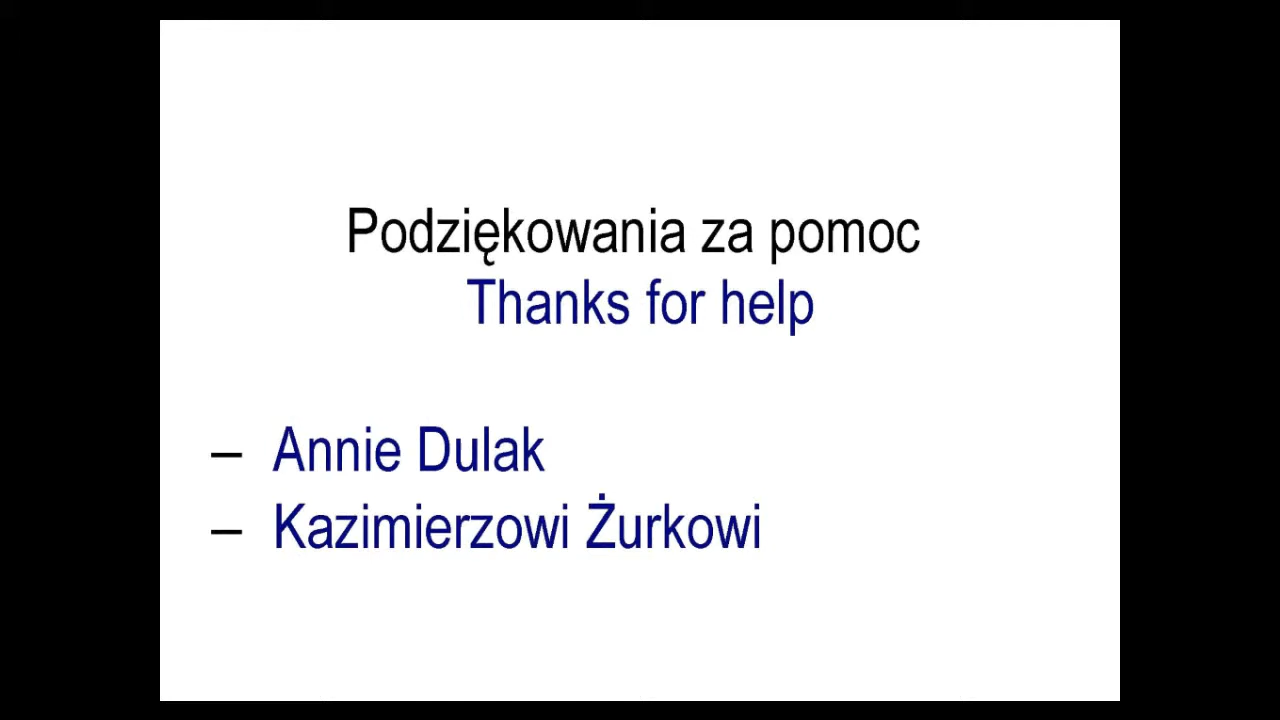 Podziękowania za pomoc
Thanks for help
– Annie Dulak
– Kazimierzowi Żurkowi